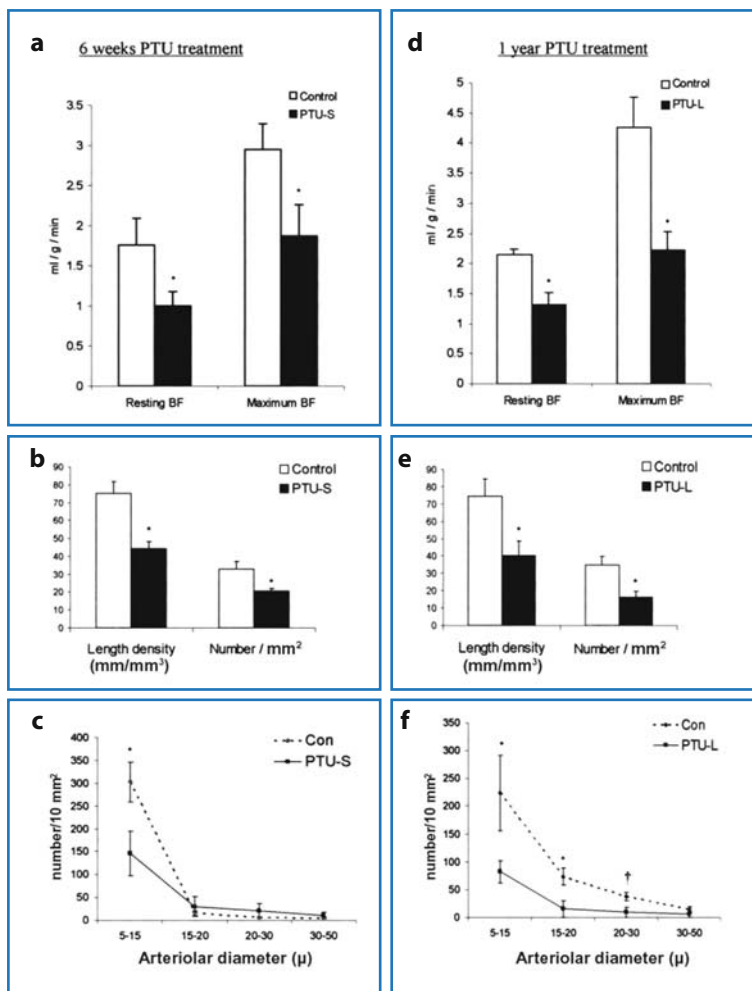 a
6 weeks PTU treatment
Control
PTU-S
3.5
3
2.5
2
1.5
1
0.5
0
ml / g / min
*
*
Resting BF
Maximum BF
d
1 year PTU treatment
Control
PTU-L
5
4.5
4
3.5
3
2.5
2
1.5
1
0.5
0
ml / g / min
*
*
Resting BF
Maximum BF
b
Control
PTU-S
90
80
70
60
50
40
30
20
10
0
*
*
Length density
(mm/mm³)
Number / mm²
e
Control
PTU-L
90
80
70
60
50
40
30
20
10
0
*
*
Length density
(mm/mm³)
Number / mm²
c
Con
PTU-S
400
350
300
250
200
150
100
50
0
number/10 mm²
*
5-15
15-20
20-30
30-50
Arteriolar diameter (µ)
f
Con
PTU-L
350
300
250
200
150
100
50
0
number/10 mm²
*
*
†
5-15
15-20
20-30
30-50
Arteriolar diameter (µ)